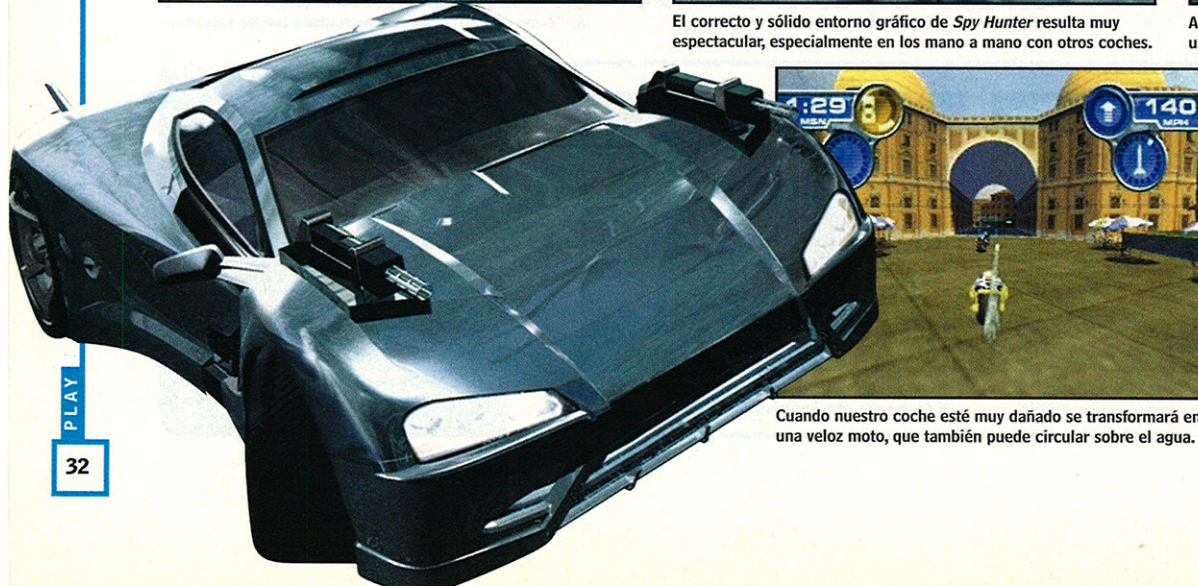 El correcto y sólido entorno gráfico de Spy Hunter resulta muy
espectacular, especialmente en los mano a mano con otros coches.
A
u
1:29
MSN
140
MPH
Cuando nuestro coche esté muy dañado se transformará en
una veloz moto, que también puede circular sobre el agua.
PLAY
32